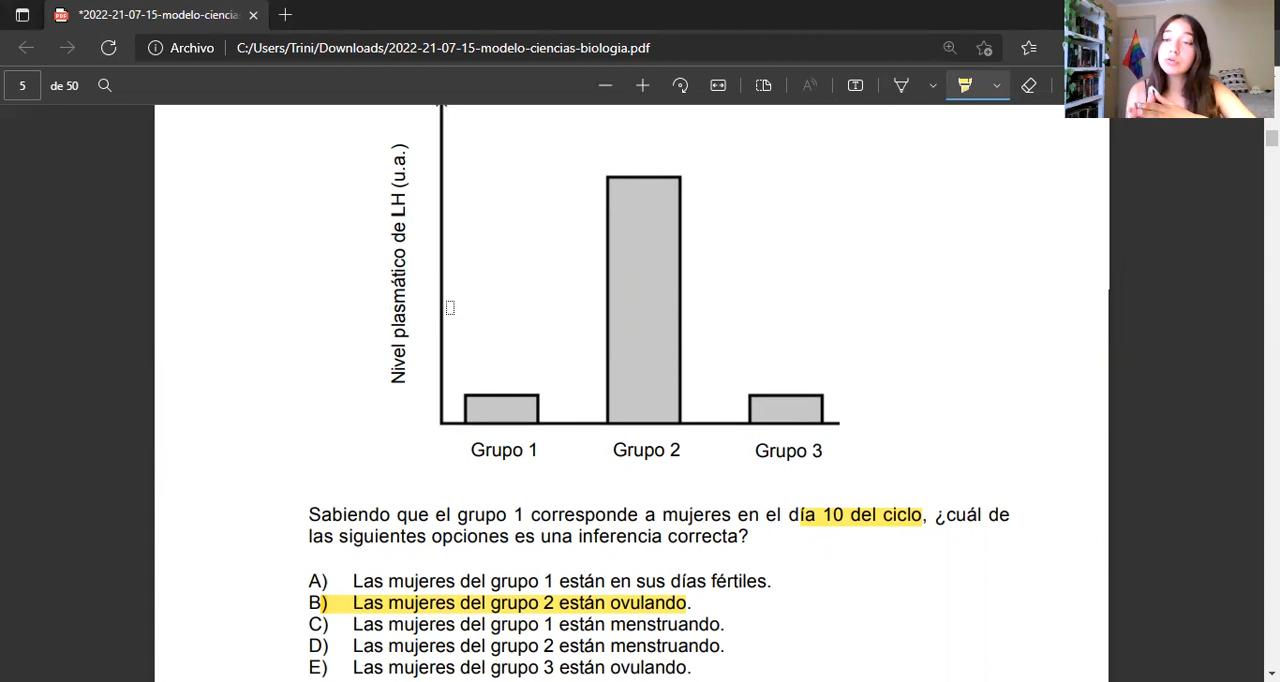 *2022-21-07-15-modelo-ciencia
Archivo C:/Users/Trini/Downloads/2022-21-07-15-modelo-ciencias-biologia.pdf
5 de 50
Nivel plasmático de LH (u.a.)
Grupo 1 Grupo 2 Grupo 3
Sabiendo que el grupo 1 corresponde a mujeres en el día 10 del ciclo, ¿cuál de
las siguientes opciones es una inferencia correcta?
A) Las mujeres del grupo 1 están en sus días fértiles.
B) Las mujeres del grupo 2 están ovulando.
C) Las mujeres del grupo 1 están menstruando.
D) Las mujeres del grupo 2 están menstruando.
E) Las mujeres del grupo 3 están ovulando.